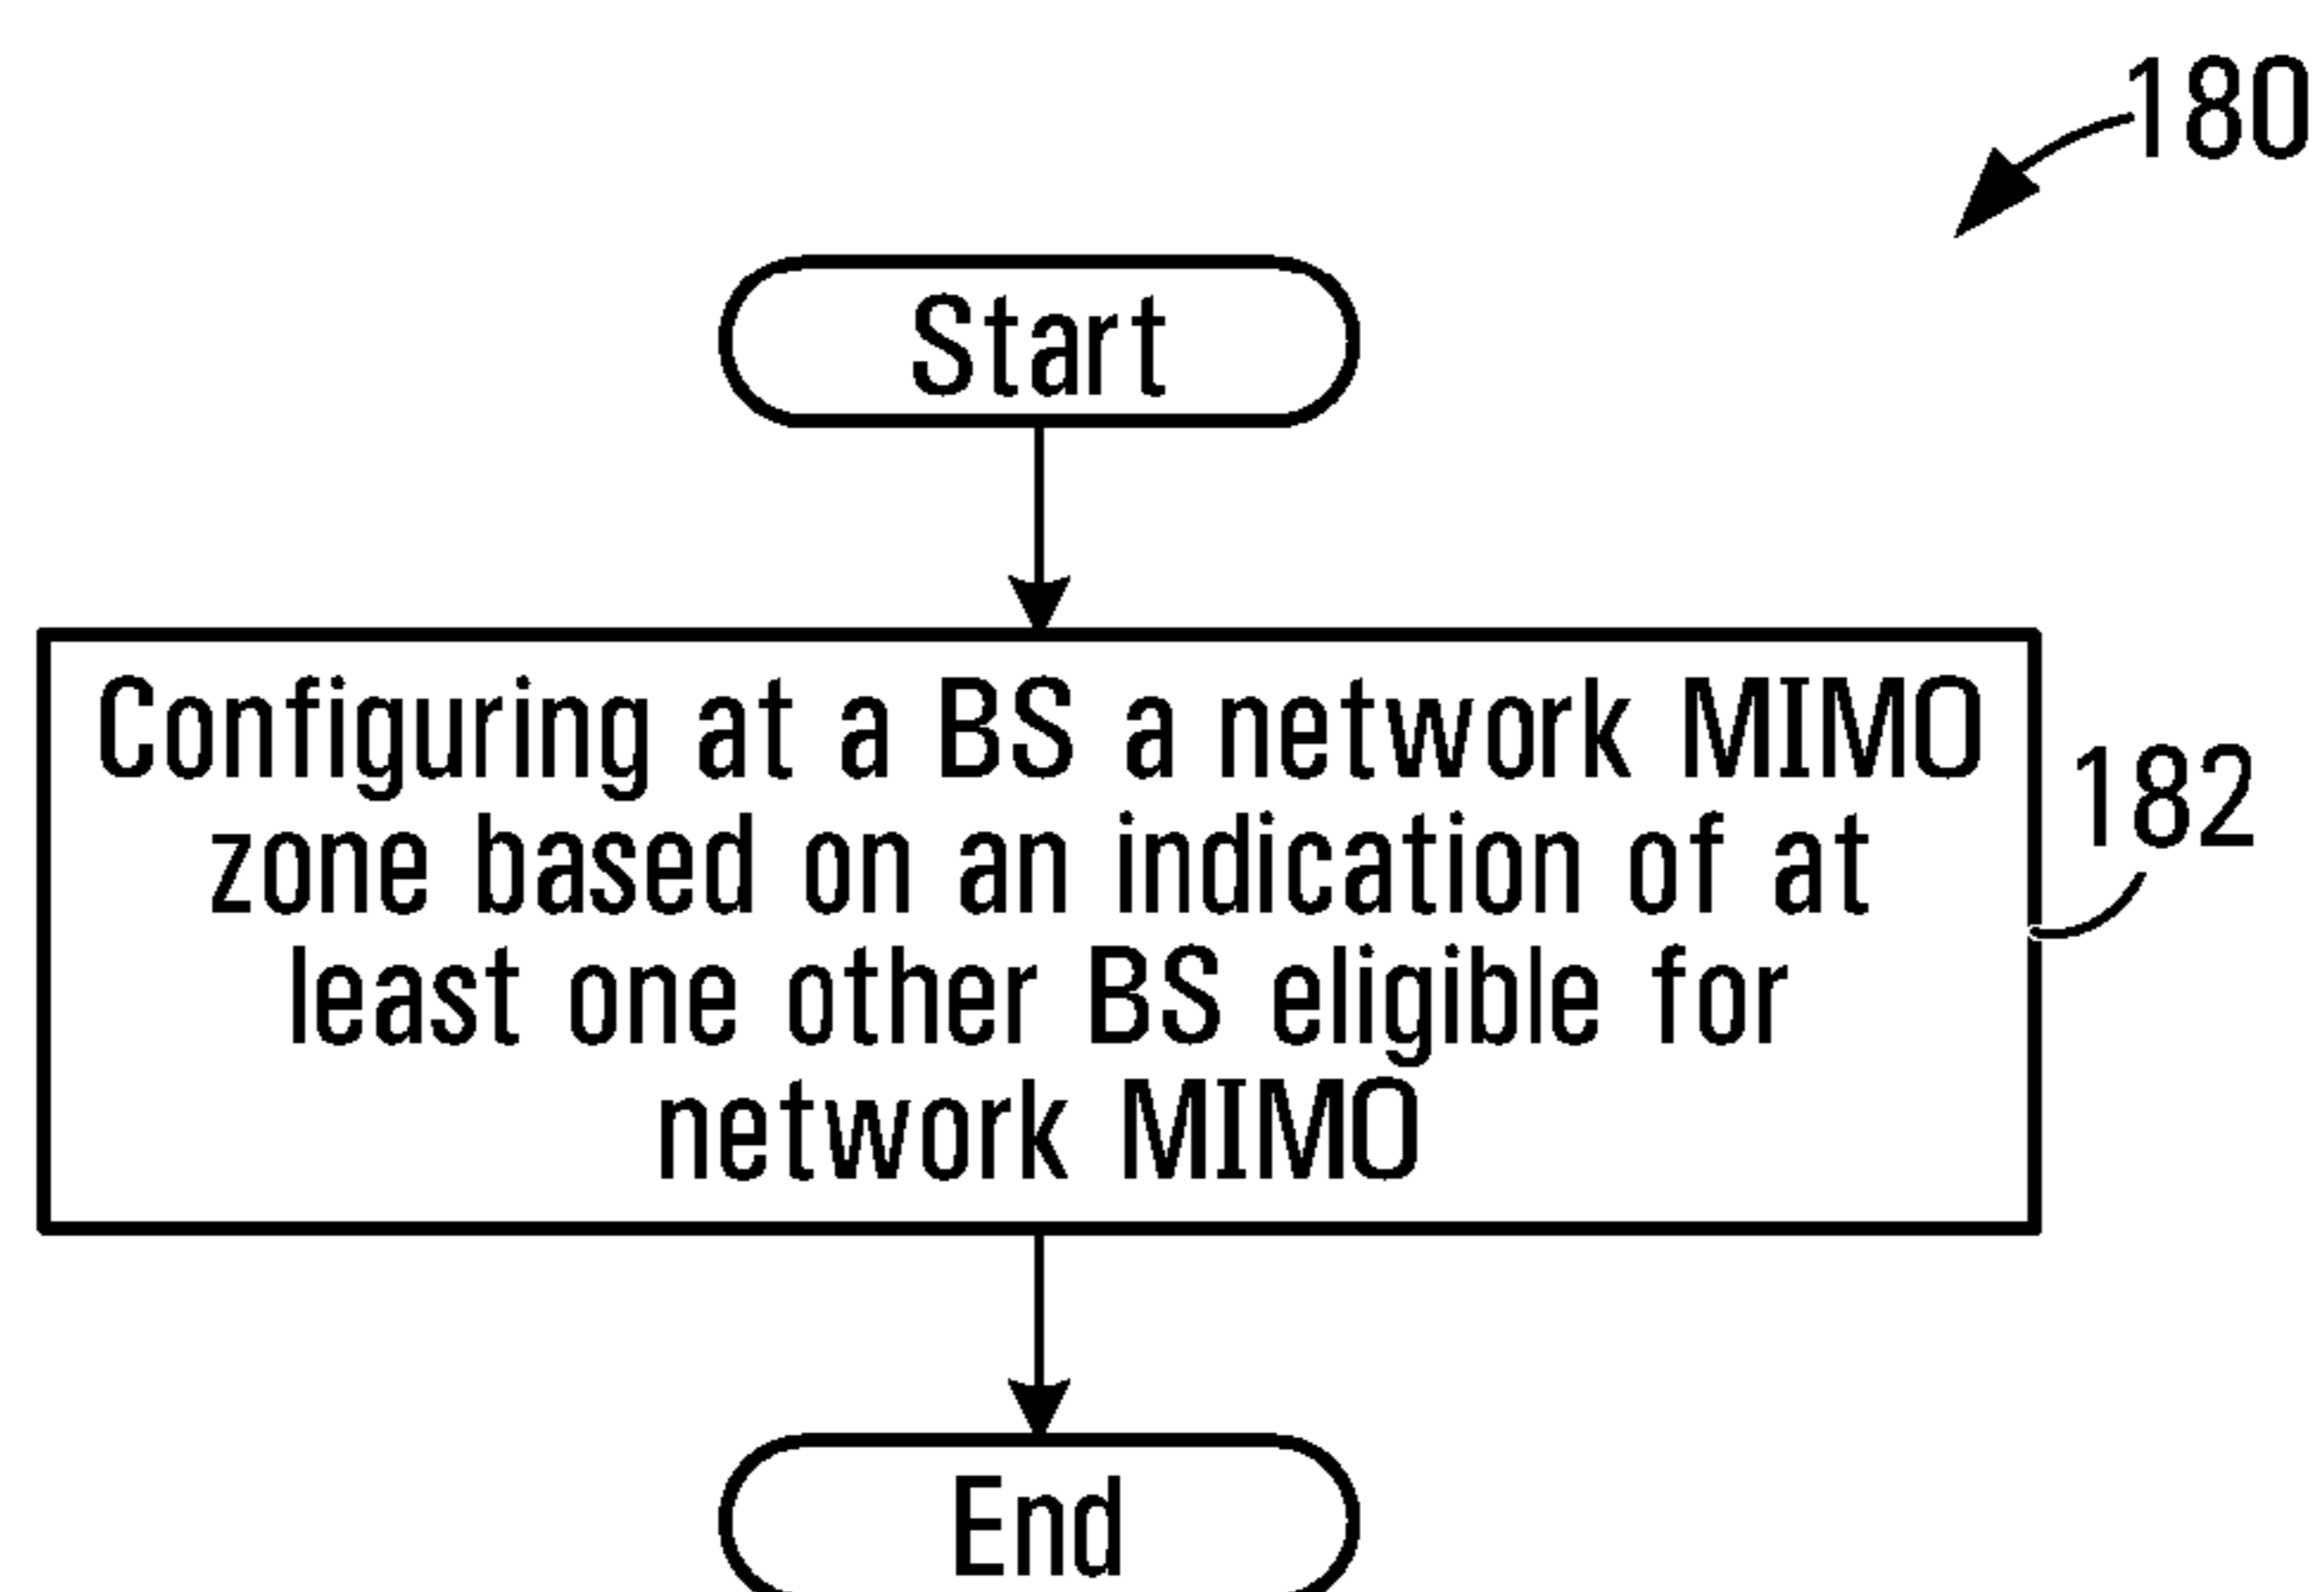 180
Start
Configuring at a BS a network MIMO
zone based on an indication of at
least one other BS eligible for
network MIMO
182
End